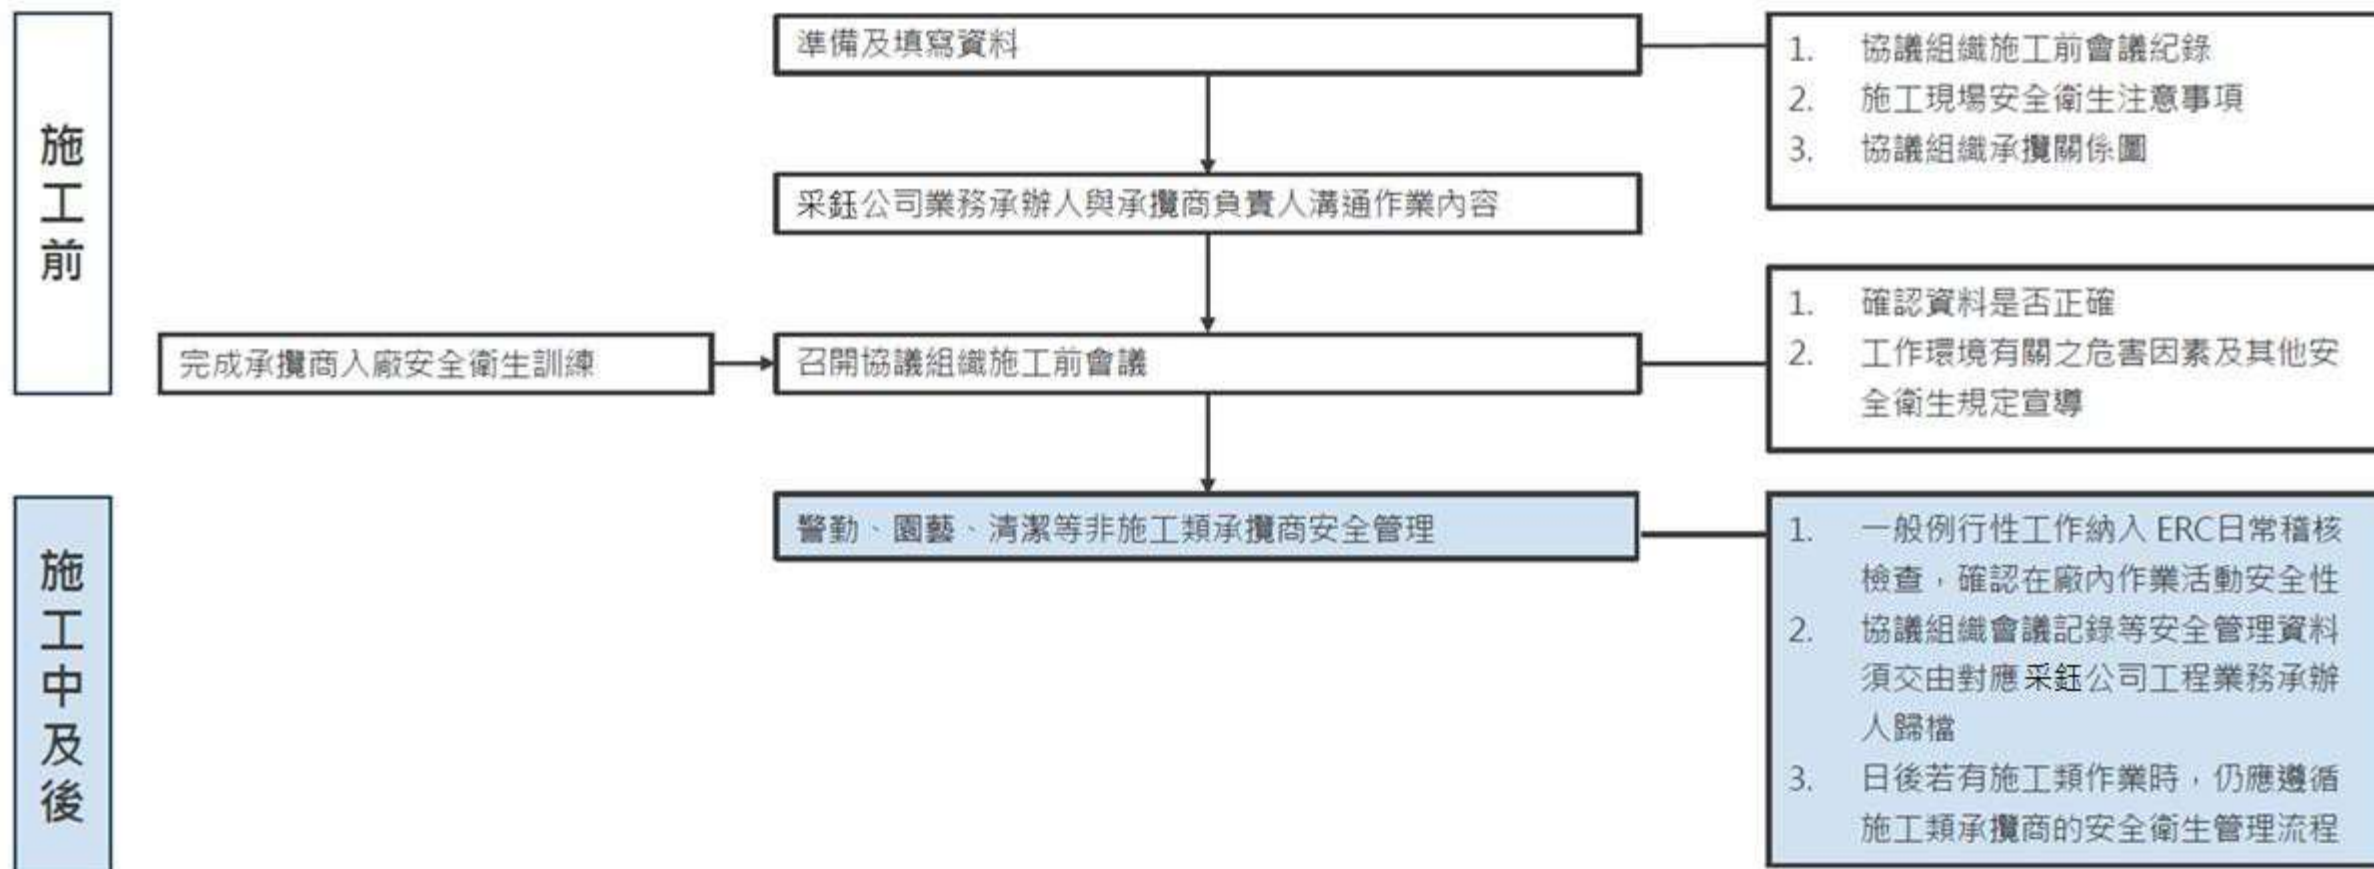 施工前
準備及填寫資料
1. 協議組織施工前會議紀錄
2. 施工現場安全衛生注意事項
3. 協議組織承攬關係圖
采鈺公司業務承辦人與承攬商負責人溝通作業內容
完成承攬商入廠安全衛生訓練
召開協議組織施工前會議
1. 確認資料是否正確
2. 工作環境有關之危害因素及其他安
全衛生規定宣導
施工中及後
警勤、園藝、清潔等非施工類承攬商安全管理
1. 一般例行性工作納入 ERC日常稽核
檢查，確認在廠內作業活動安全性
2. 協議組織會議記錄等安全管理資料
須交由對應采鈺公司工程業務承辦
人歸檔
3. 日後若有施工類作業時，仍應遵循
施工類承攬商的安全衛生管理流程